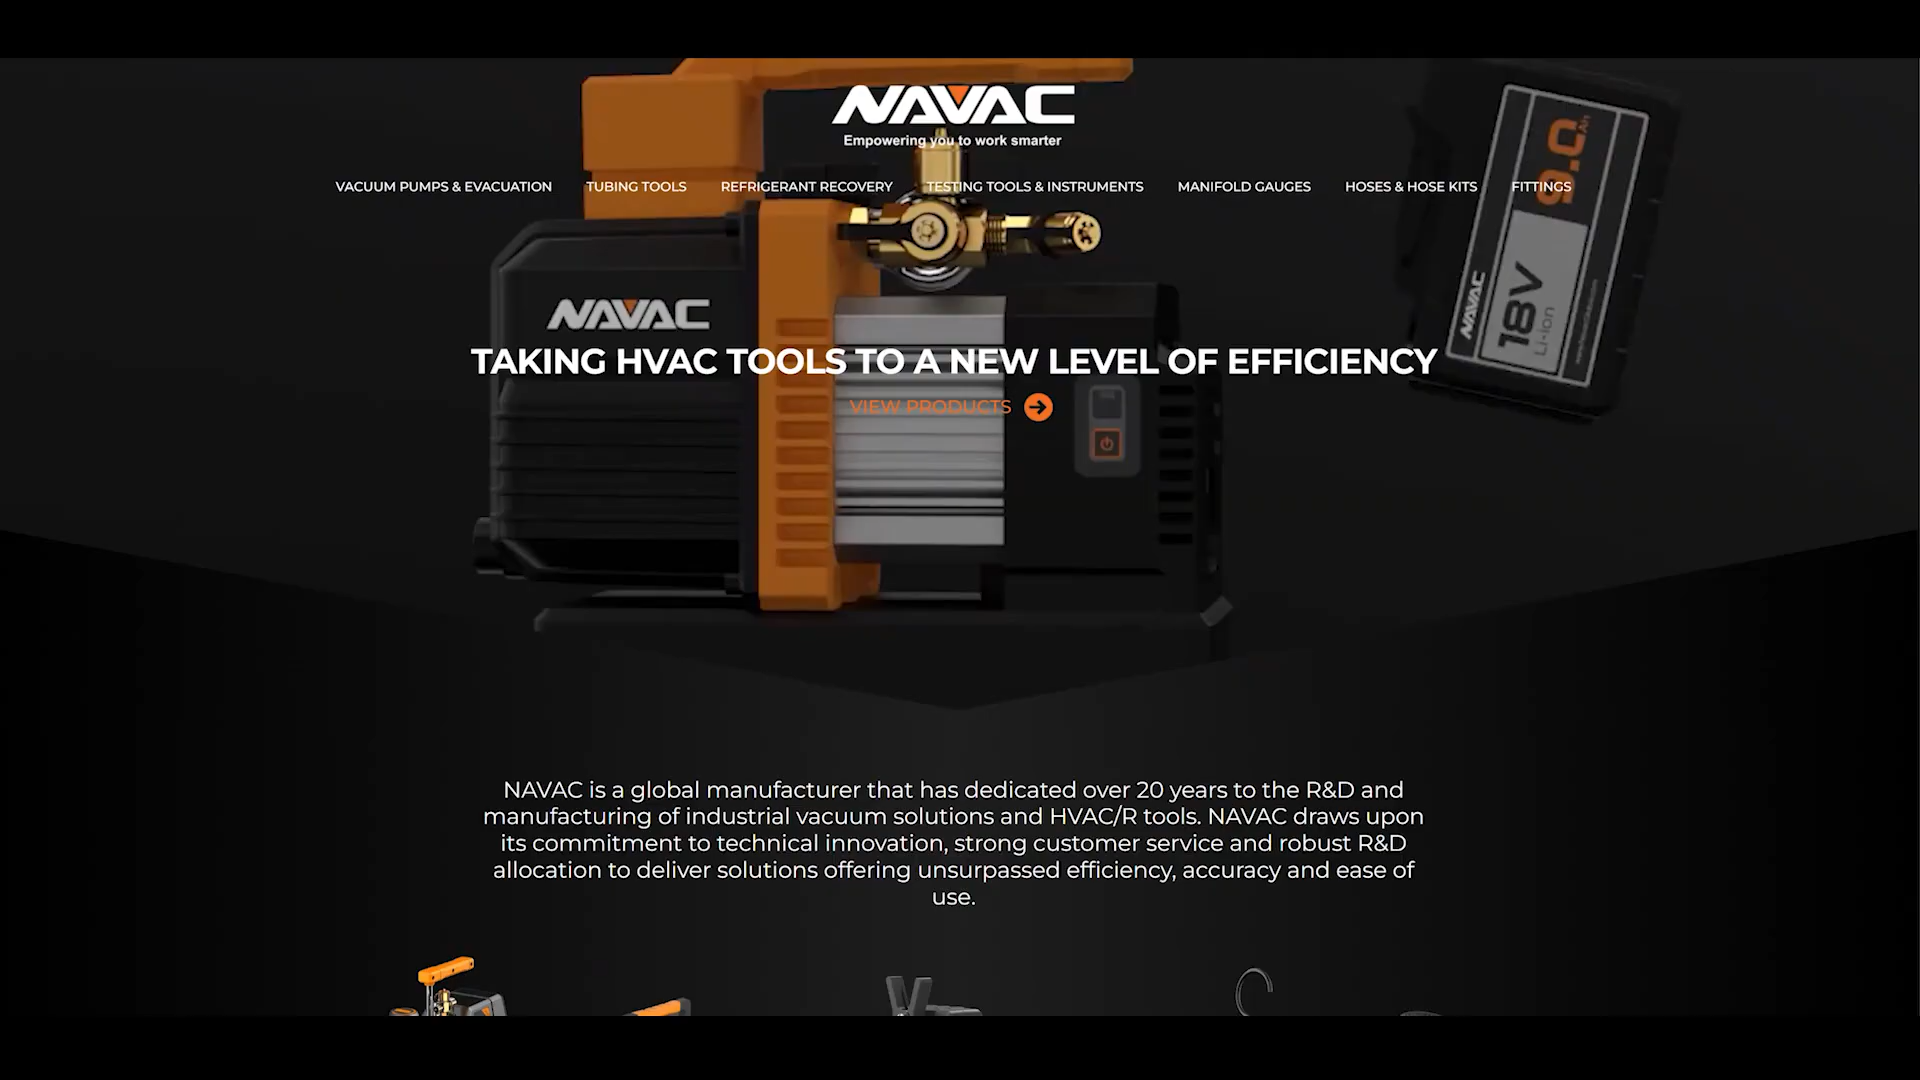 NAVAC
Empowering you to work smarter
VACUUM PUMPS & EVACUATION TUBING TOOLS REFRIGERANT RECOVERY TESTING TOOLS & INSTRUMENTS MANIFOLD GAUGES HOSES & HOSE KITS FITTINGS
9.0 Ah
NAVAC
18V
Li-ion
NAVAC
TAKING HVAC TOOLS TO A NEW LEVEL OF EFFICIENCY
VIEW PRODUCTS
NAVAC is a global manufacturer that has dedicated over 20 years to the R&D and
manufacturing of industrial vacuum solutions and HVAC/R tools. NAVAC draws upon
its commitment to technical innovation, strong customer service and robust R&D
allocation to deliver solutions offering unsurpassed efficiency, accuracy and ease of
use.